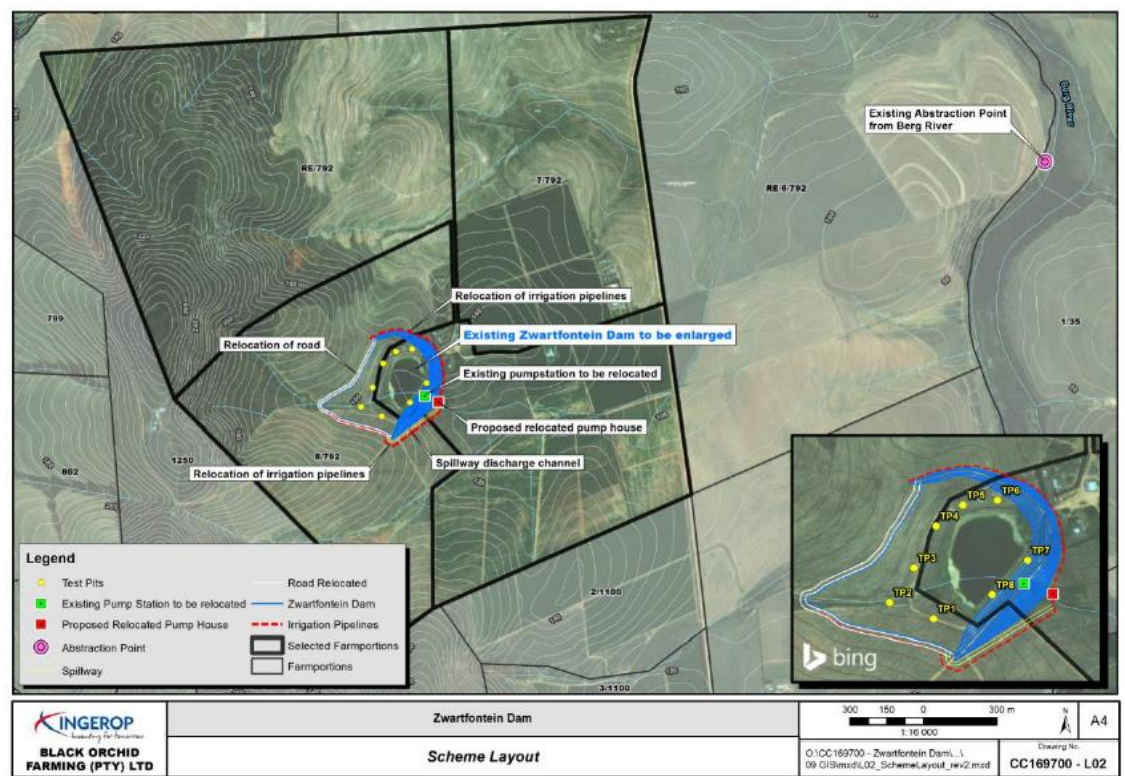 Berg River
Existing Abstraction Point
from Berg River
RE/792
7/792
RE/6/792
799
1/35
Relocation of irrigation pipelines
Existing Zwartfontein Dam to be enlarged
Relocation of road
Existing pumpstation to be relocated
Proposed relocated pump house
8/792
Spillway discharge channel
Relocation of irrigation pipelines
802
1250
2/1100
3/1100
TP6
TP5
TP4
TP7
TP3
TP8
TP2
TP1
bing
Legend
Test Pits
Existing Pump Station to be relocated
Proposed Relocated Pump House
Abstraction Point
Spillway
Road Relocated
Zwartfontein Dam
Irrigation Pipelines
Selected Farmportions
Farmportions
INGEROP
Inventing for tomorrow
BLACK ORCHID
FARMING (PTY) LTD
Zwartfontein Dam
Scheme Layout
300 150 0 300 m
1:16 000
N
A4
O:\CC169700 - Zwartfontein Dam\...\
09 GIS\mxd\L02_SchemeLayout_rev2.mxd
Drawing No.
CC169700 - L02